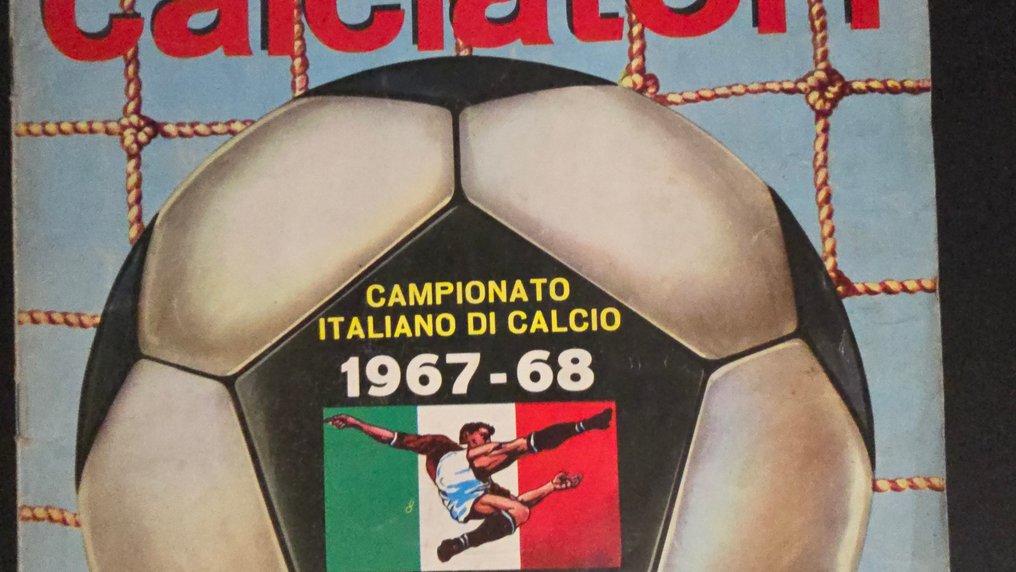 calciatori
CAMPIONATO
ITALIANO DI CALCIO
1967-68